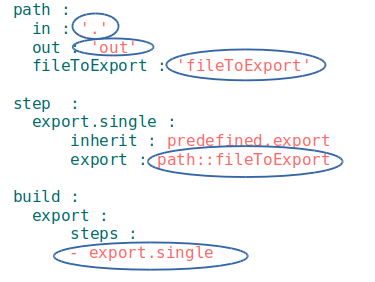 path :
  in : '.'
  out : 'out'
  fileToExport : 'fileToExport'
step  :
  export.single :
      inherit : predefined.export
      export : path::fileToExport
build :
  export :
      steps :
      - export.single